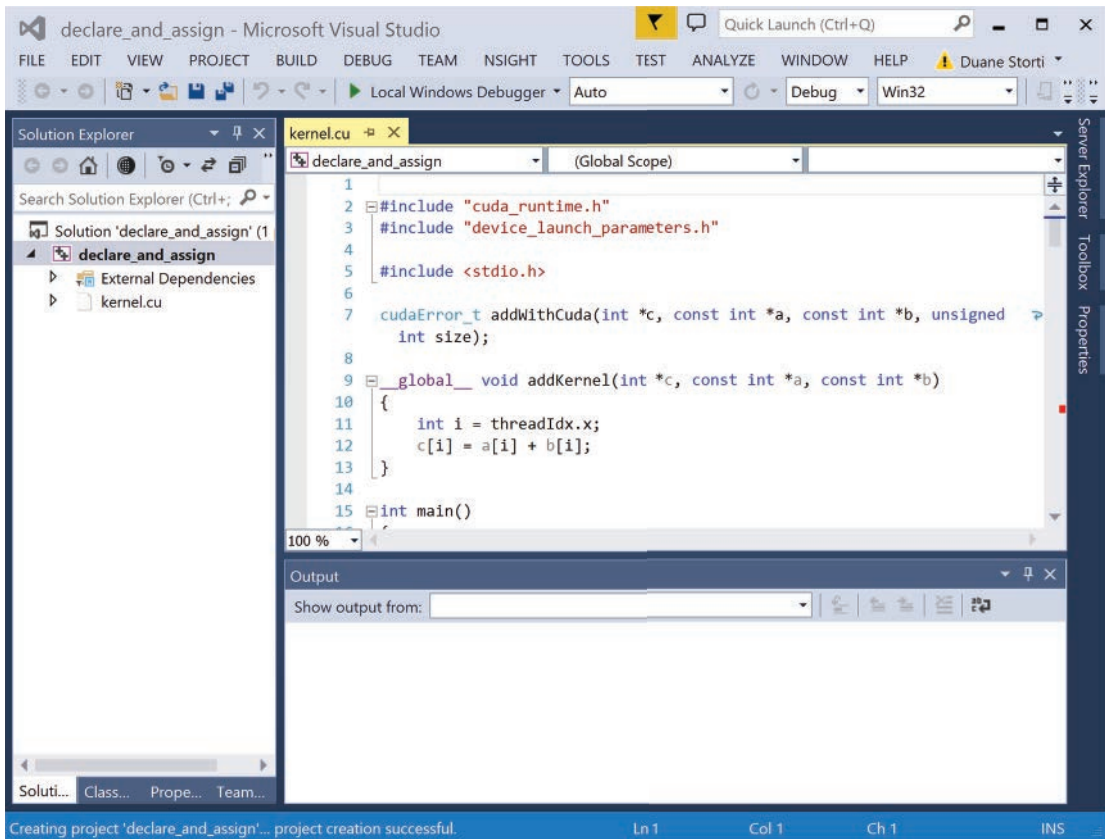 declare_and_assign - Microsoft Visual Studio
Quick Launch (Ctrl+Q)
FILE EDIT VIEW PROJECT BUILD DEBUG TEAM NSIGHT TOOLS TEST ANALYZE WINDOW HELP Duane Storti
Local Windows Debugger Auto Debug Win32
Solution Explorer
Search Solution Explorer (Ctrl+;
Solution 'declare_and_assign' (1
declare_and_assign
External Dependencies
kernel.cu
Soluti... Class... Prope... Team...
kernel.cu
declare_and_assign (Global Scope)
1
2 #include "cuda_runtime.h"
3 #include "device_launch_parameters.h"
4
5 #include <stdio.h>
6
7 cudaError_t addWithCuda(int *c, const int *a, const int *b, unsigned
int size);
8
9 __global__ void addKernel(int *c, const int *a, const int *b)
10 {
11 int i = threadIdx.x;
12 c[i] = a[i] + b[i];
13 }
14
15 int main()
100 %
Output
Show output from:
Server Explorer
Toolbox
Properties
Creating project 'declare_and_assign'... project creation successful. Ln 1 Col 1 Ch 1 INS